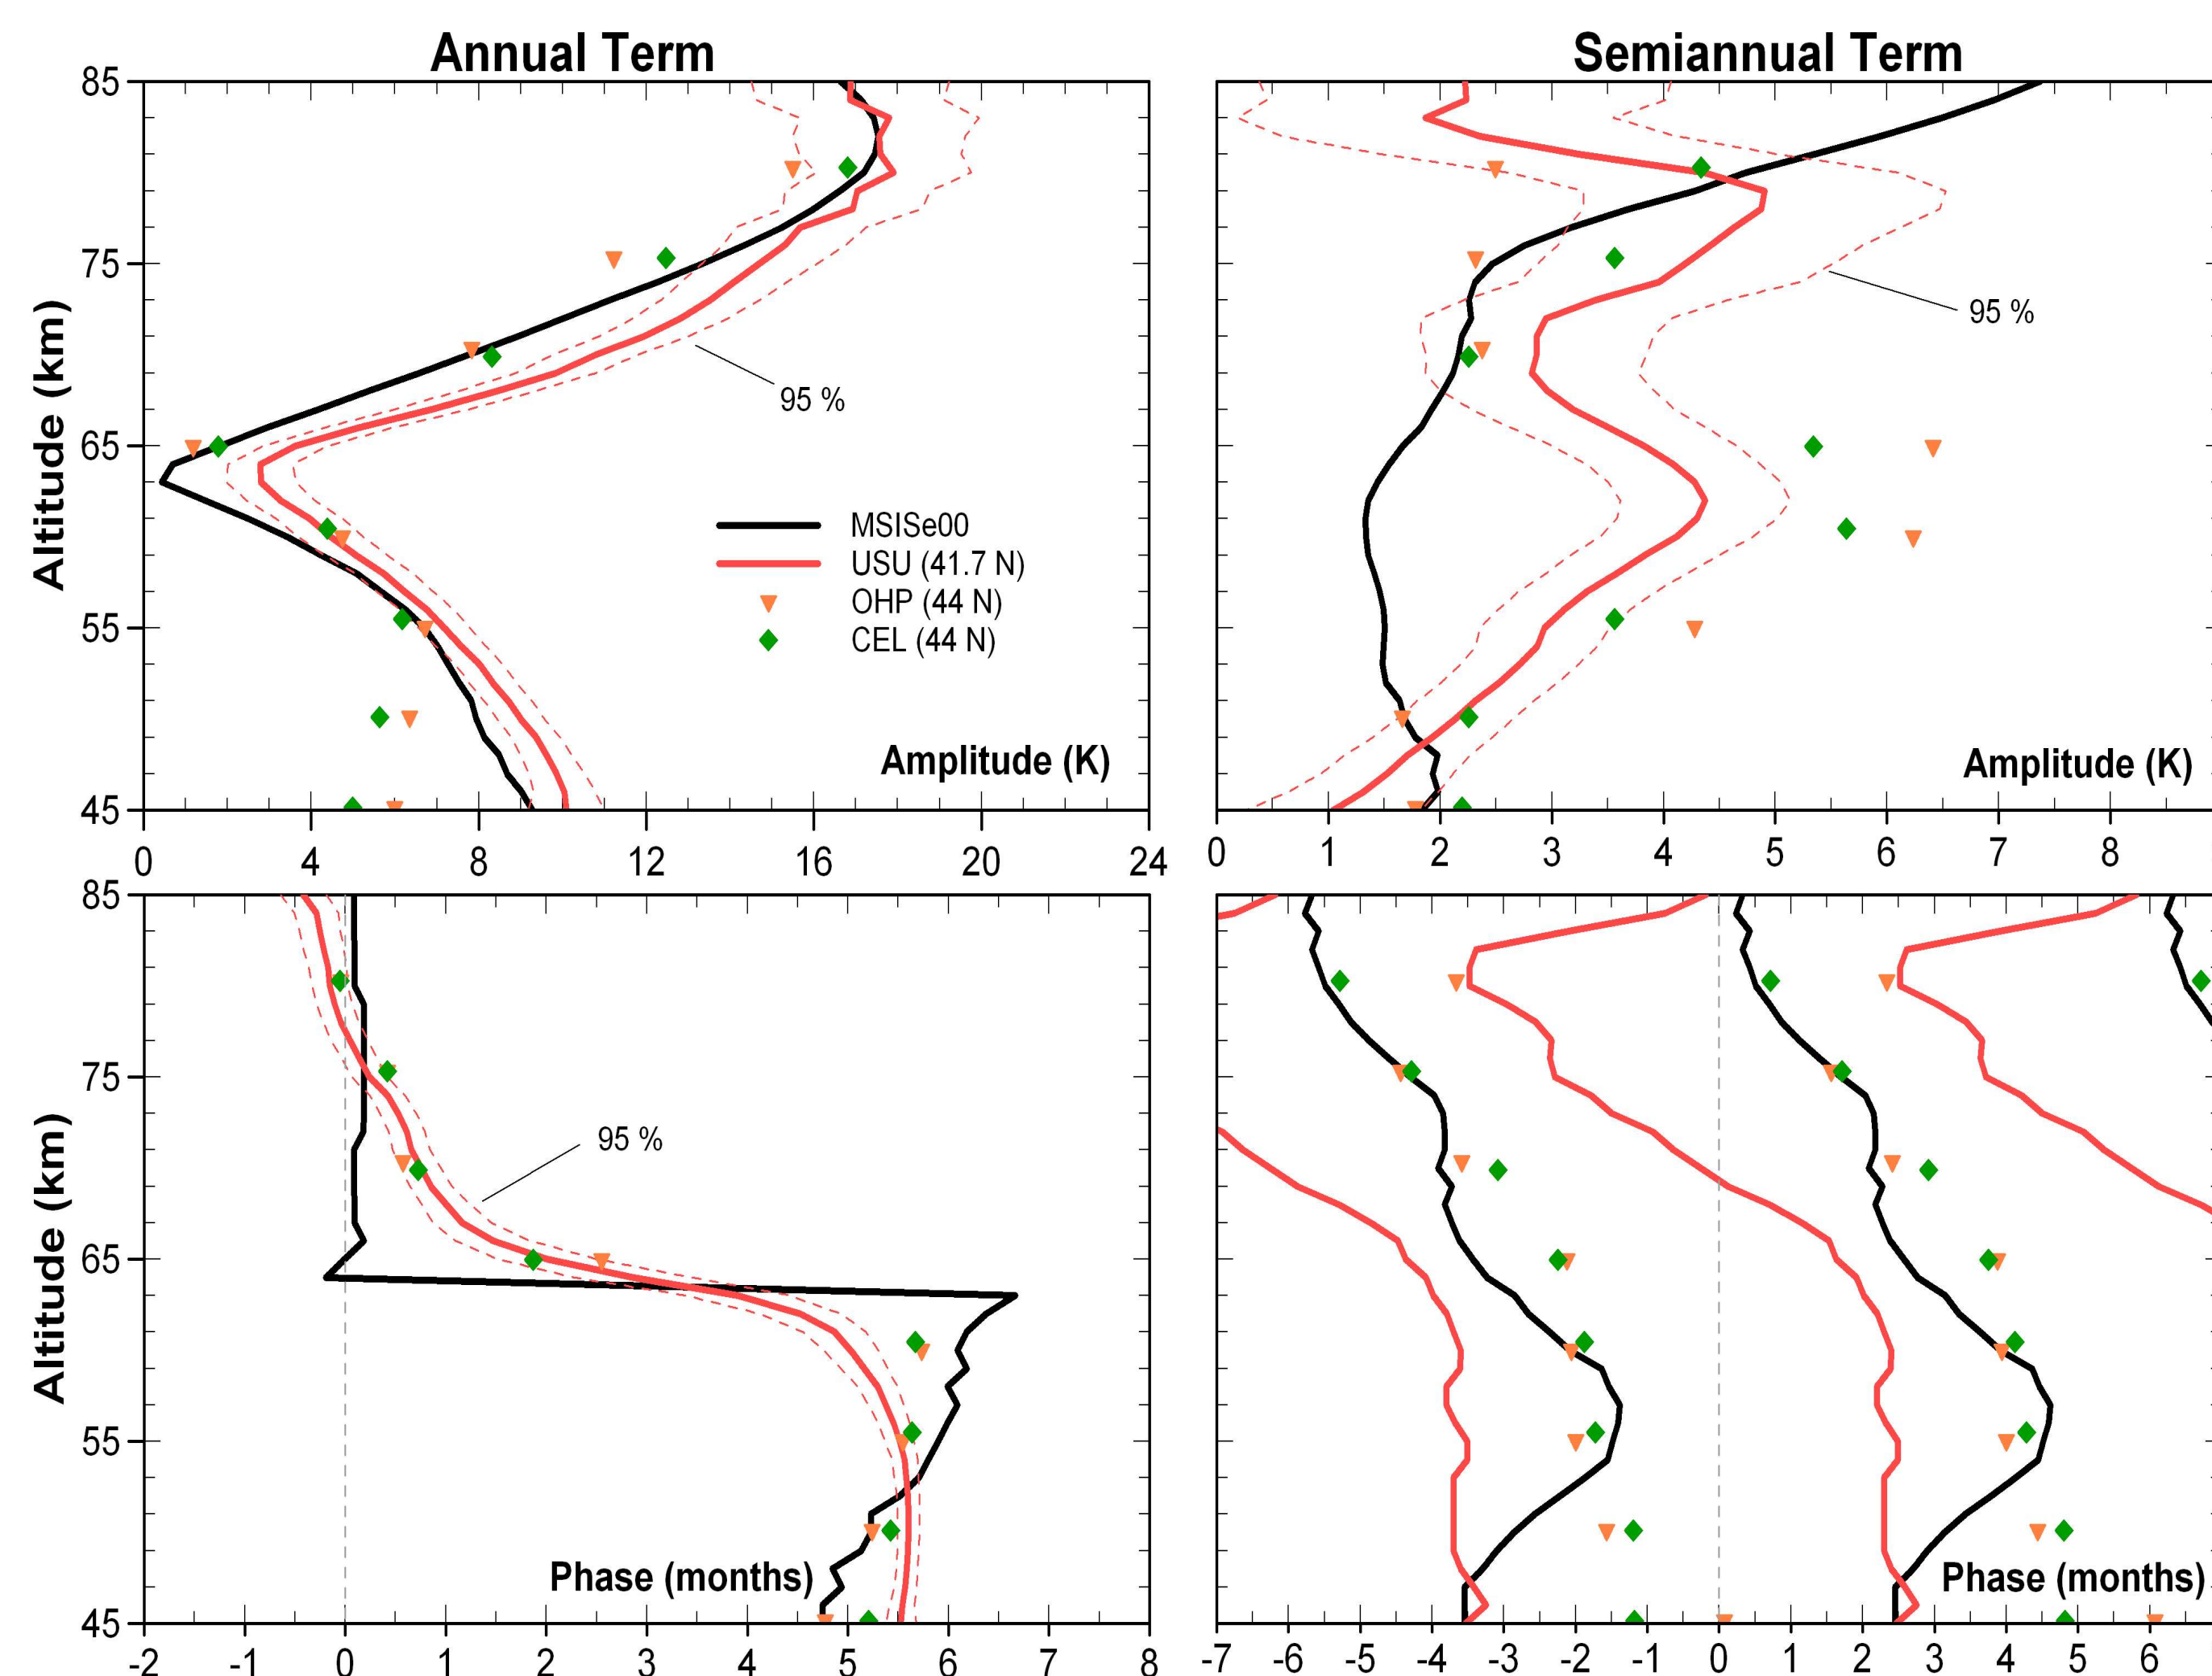 Annual Term
Semiannual Term
85
75
65
55
45
Altitude (km)
95 %
MSISe00
USU (41.7 N)
OHP (44 N)
CEL (44 N)
Amplitude (K)
0 4 8 12 16 20 24
95 %
Amplitude (K)
0 1 2 3 4 5 6 7 8
85
75
65
55
45
Altitude (km)
95 %
Phase (months)
-2 -1 0 1 2 3 4 5 6 7 8
Phase (months)
-7 -6 -5 -4 -3 -2 -1 0 1 2 3 4 5 6